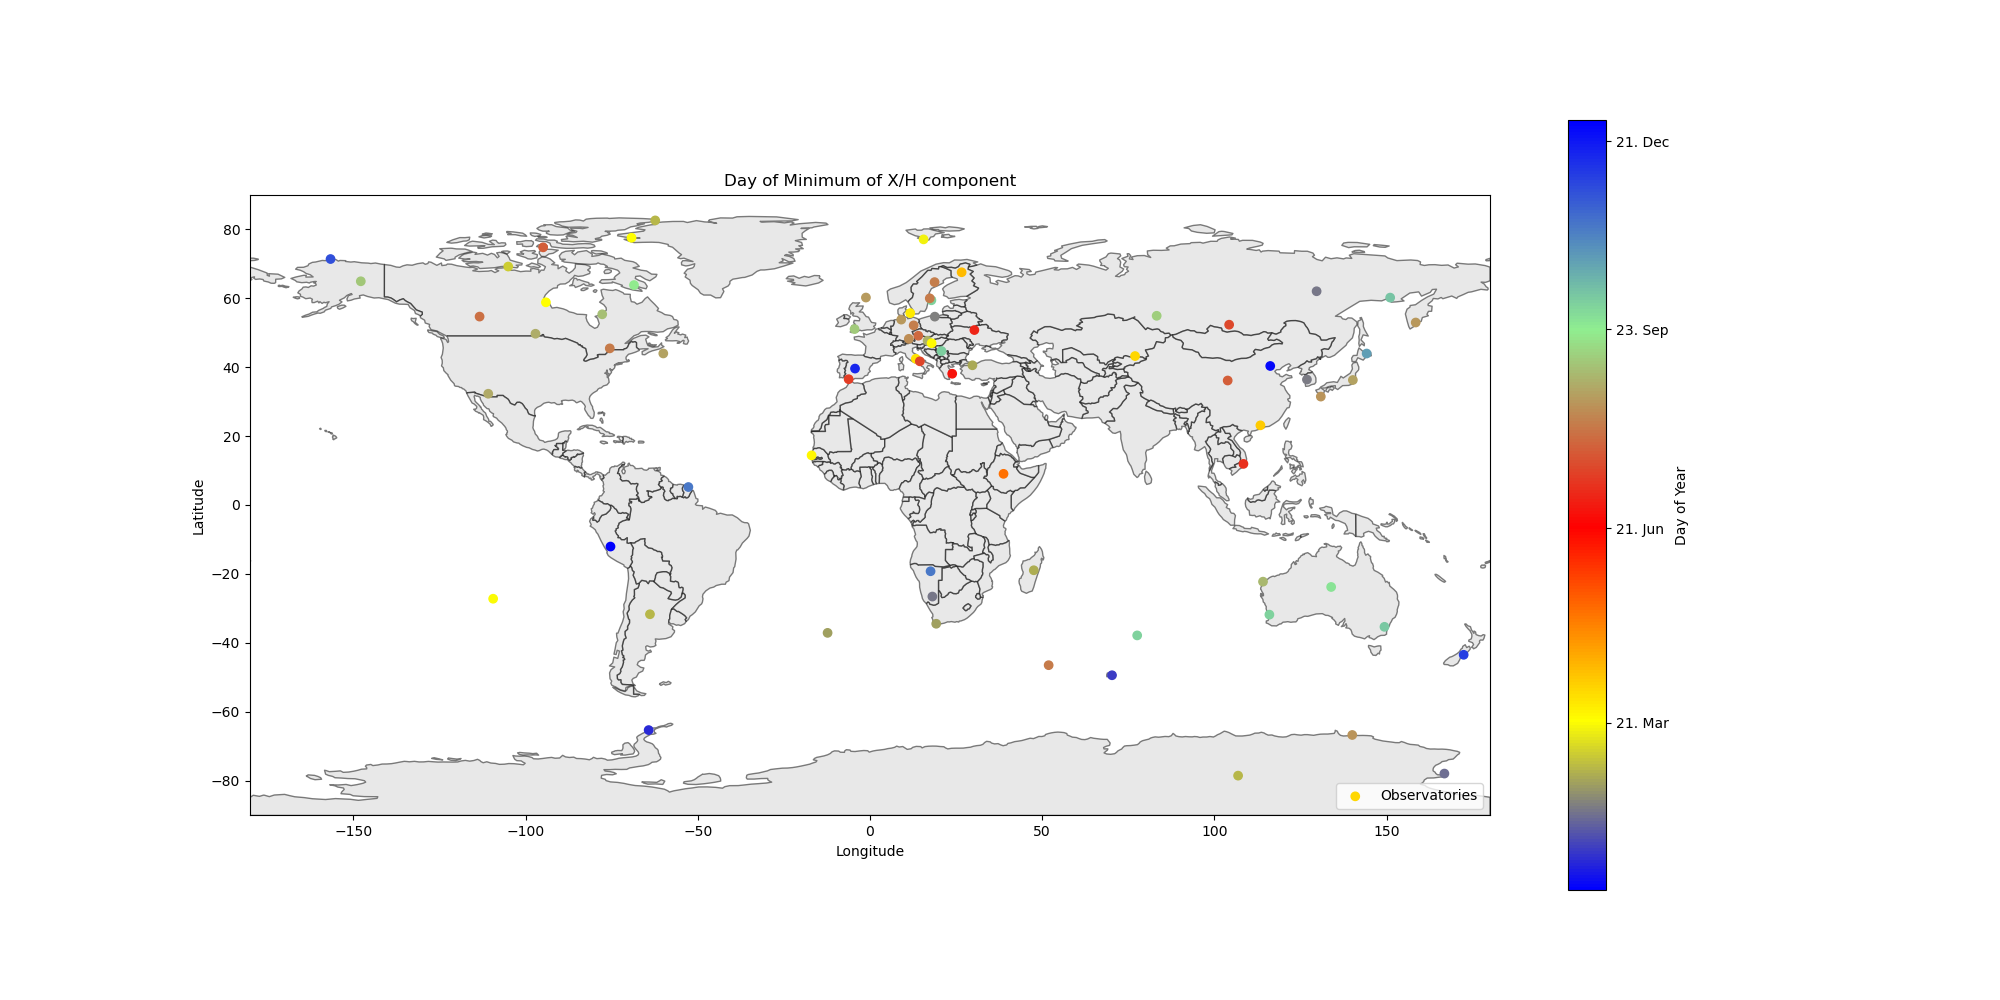 Day of Minimum of X/H component
80
60
40
20
0
−20
−40
−60
−80
Latitude
−150
−100
−50
0
50
100
150
Longitude
Observatories
21. Dec
23. Sep
21. Jun
21. Mar
Day of Year